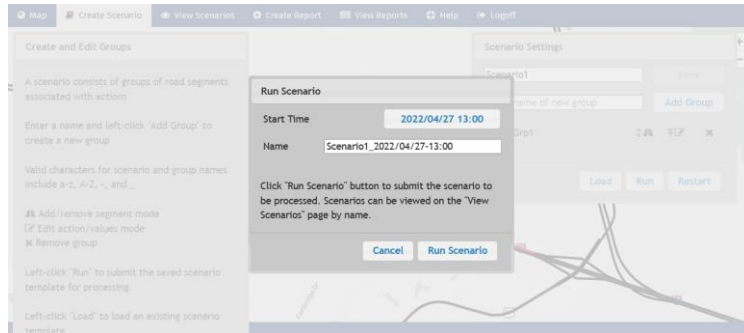 Map Create Scenario View Scenarios Create Report View Reports Help Logoff
Create and Edit Groups
A scenario consists of groups of road segments
associated with actions.
Enter a name and left-click "Add Group" to
create a new group
Valid characters for scenario and group names
include a-z, A-Z, -, and _
Add/remove segment mode
Edit action/values mode
Remove group
Left-click "Run" to submit the saved scenario
template for processing.
Left-click "Load" to load an existing scenario
template
Run Scenario
Start Time 2022/04/27 13:00
Name Scenario1_2022/04/27-13:00
Click "Run Scenario" button to submit the scenario to
be processed. Scenarios can be viewed on the "View
Scenarios" page by name.
Cancel Run Scenario
Scenario Settings
Scenario1
name of new group Add Group
Grp1 2
Load Run Restart